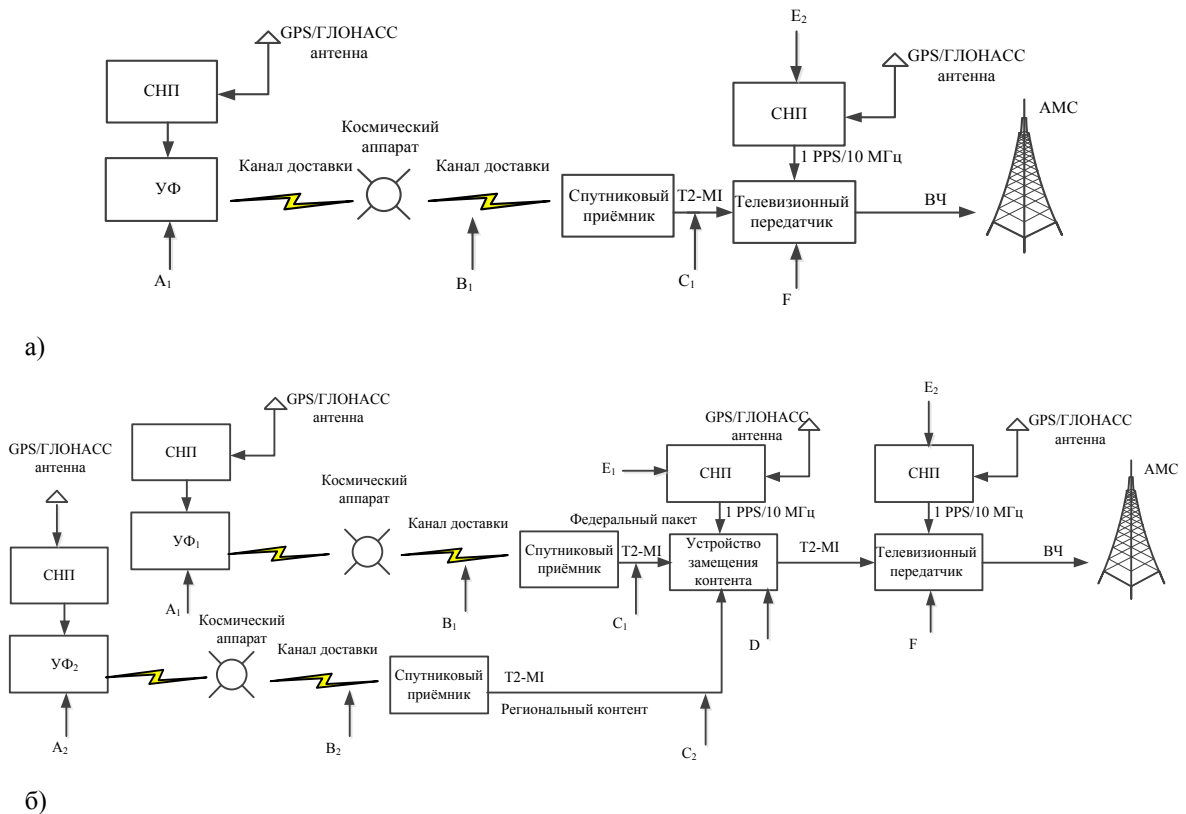 GPS/ГЛОНАСС
антенна
СНП
УФ
A₁
Канал доставки
Космический
аппарат
Канал доставки
B₁
Спутниковый
приёмник
T2-MI
C₁
E₂
СНП
GPS/ГЛОНАСС
антенна
1 PPS/10 МГц
Телевизионный
передатчик
F
ВЧ
АМС
а)
GPS/ГЛОНАСС
антенна
СНП
УФ₂
A₂
GPS/ГЛОНАСС
антенна
СНП
УФ₁
A₁
Космический
аппарат
Канал доставки
B₁
Федеральный пакет
Спутниковый
приёмник
T2-MI
C₁
Космический
аппарат
Канал доставки
B₂
Спутниковый
приёмник
T2-MI
Региональный контент
C₂
E₁
GPS/ГЛОНАСС
антенна
СНП
1 PPS/10 МГц
Устройство
замещения
контента
D
T2-MI
E₂
GPS/ГЛОНАСС
антенна
СНП
1 PPS/10 МГц
Телевизионный
передатчик
F
ВЧ
АМС
б)